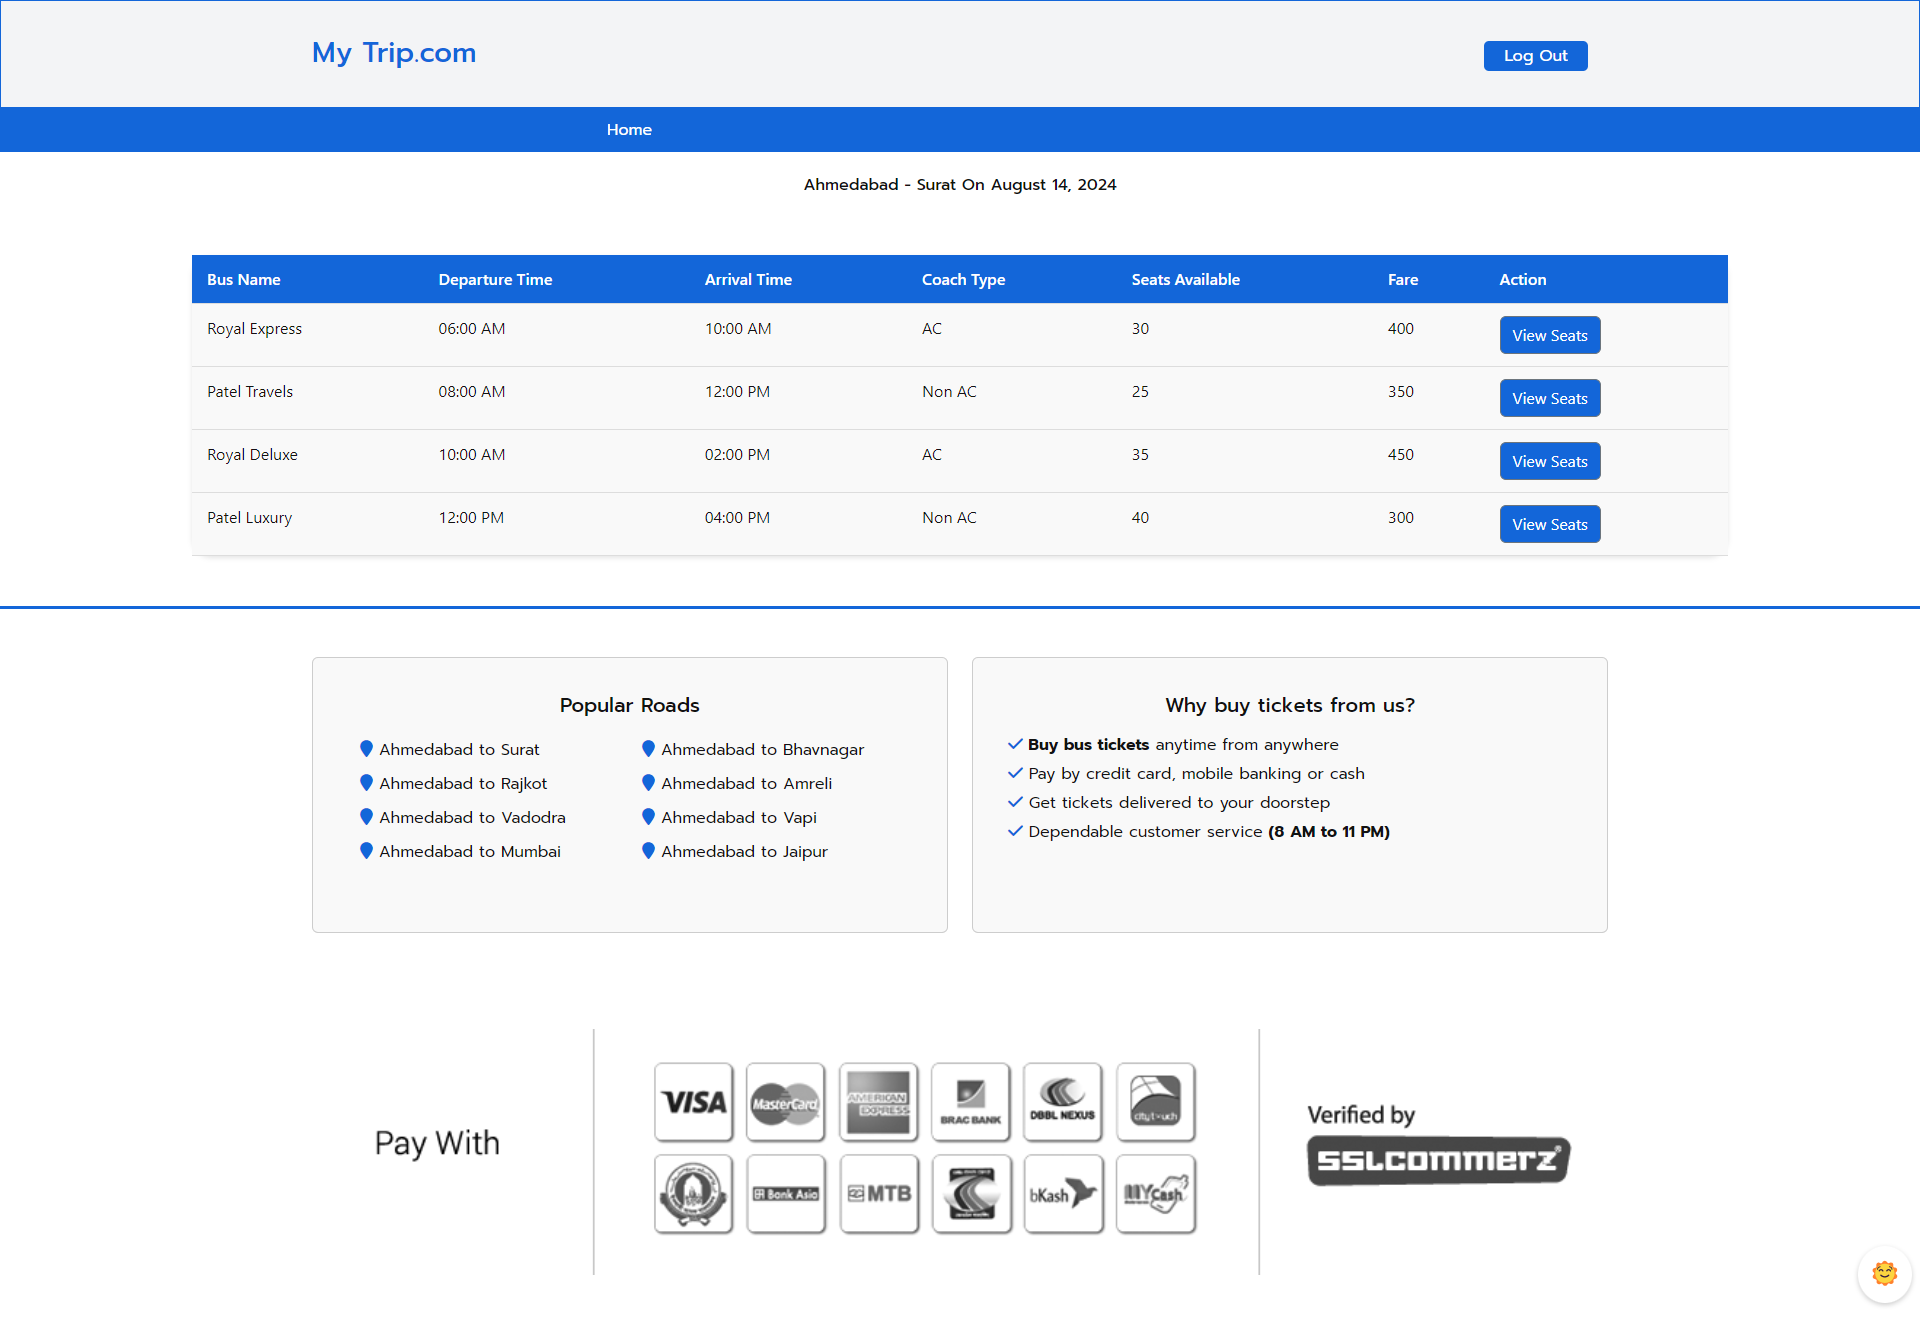 My Trip.com
Log Out
Home
Ahmedabad - Surat On August 14, 2024
Bus Name Departure Time Arrival Time Coach Type Seats Available Fare Action
Royal Express 06:00 AM 10:00 AM AC 30 400 View Seats
Patel Travels 08:00 AM 12:00 PM Non AC 25 350 View Seats
Royal Deluxe 10:00 AM 02:00 PM AC 35 450 View Seats
Patel Luxury 12:00 PM 04:00 PM Non AC 40 300 View Seats
Popular Roads
Ahmedabad to Surat
Ahmedabad to Rajkot
Ahmedabad to Vadodra
Ahmedabad to Mumbai
Ahmedabad to Bhavnagar
Ahmedabad to Amreli
Ahmedabad to Vapi
Ahmedabad to Jaipur
Why buy tickets from us?
Buy bus tickets anytime from anywhere
Pay by credit card, mobile banking or cash
Get tickets delivered to your doorstep
Dependable customer service (8 AM to 11 PM)
Pay With
VISA
MasterCard
AMERICAN
EXPRESS
BRAC BANK
DBBL NEXUS
citytouch
Bank Asia
MTB
bKash
MYCash
Verified by
SSLCOMMERZ